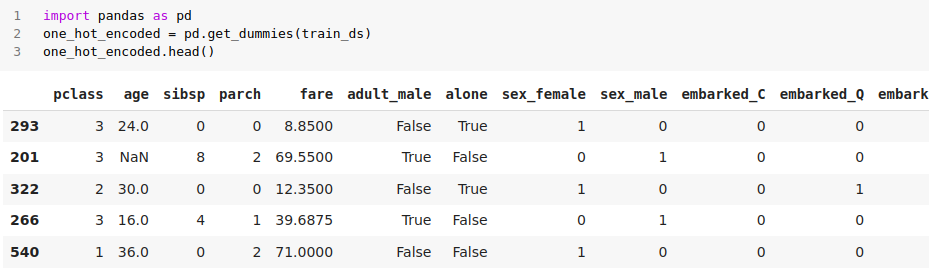 1 import pandas as pd
2 one_hot_encoded = pd.get_dummies(train_ds)
3 one_hot_encoded.head()
pclass age sibsp parch fare adult_male alone sex_female sex_male embarked_C embarked_Q embark
293 3 24.0 0 0 8.8500 False True 1 0 0 0
201 3 NaN 8 2 69.5500 True False 0 1 0 0
322 2 30.0 0 0 12.3500 False True 1 0 0 1
266 3 16.0 4 1 39.6875 True False 0 1 0 0
540 1 36.0 0 2 71.0000 False False 1 0 0 0